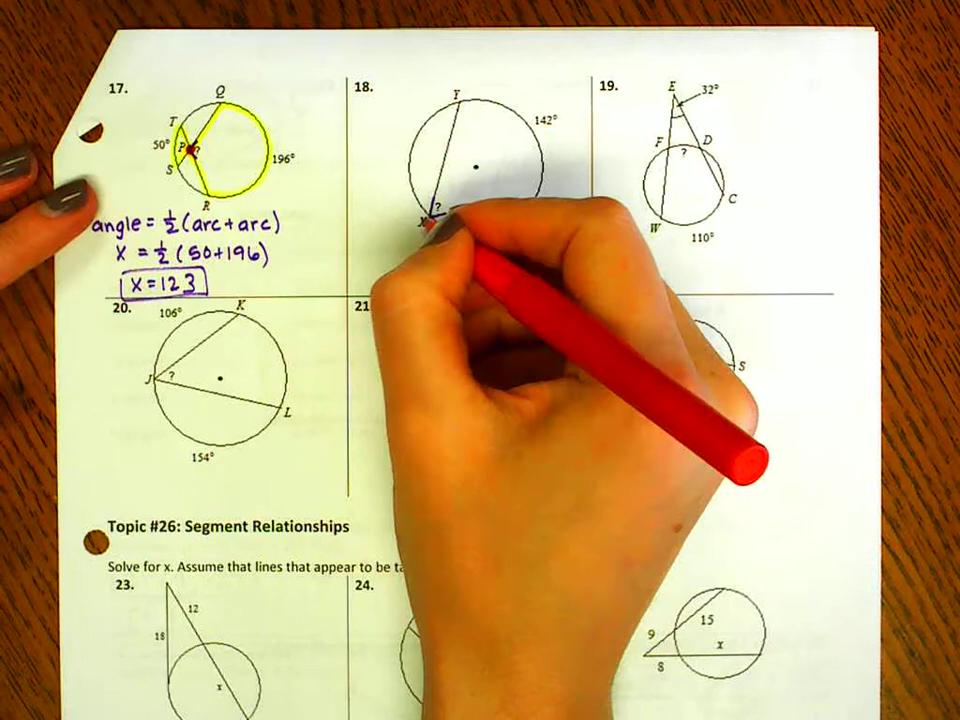 17.
Q
T
50°
P
?
S
196°
R
angle = ½ (arc + arc)
X = ½ (50+196)
X = 123
18.
Y
142°
?
X
19.
E
32°
F
D
?
C
W
110°
20.
106°
K
J
?
L
154°
21
S
Topic #26: Segment Relationships
Solve for x. Assume that lines that appear to be
23.
12
18
x
24.
15
9
x
8